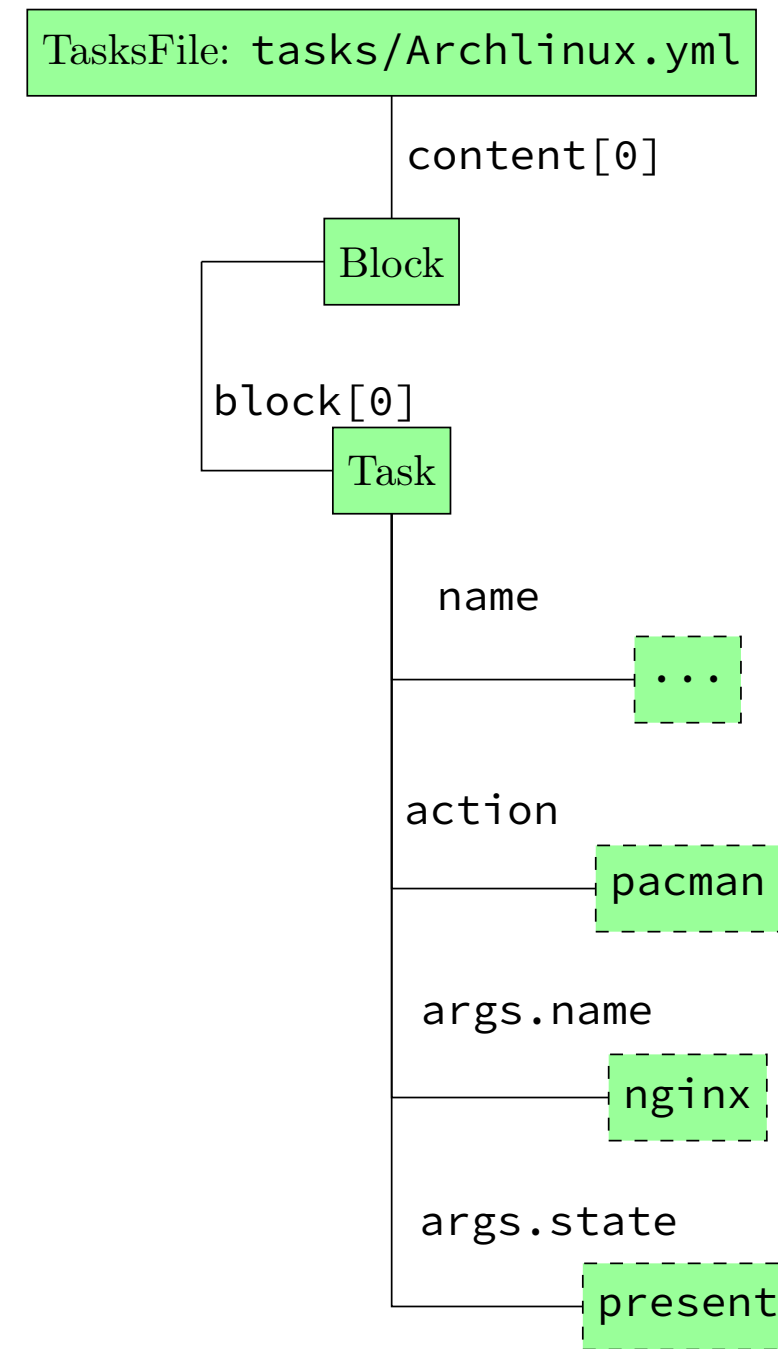 TasksFile: tasks/Archlinux.yml
content[0]
Block
block[0]
Task
name
...
action
pacman
args.name
nginx
args.state
present